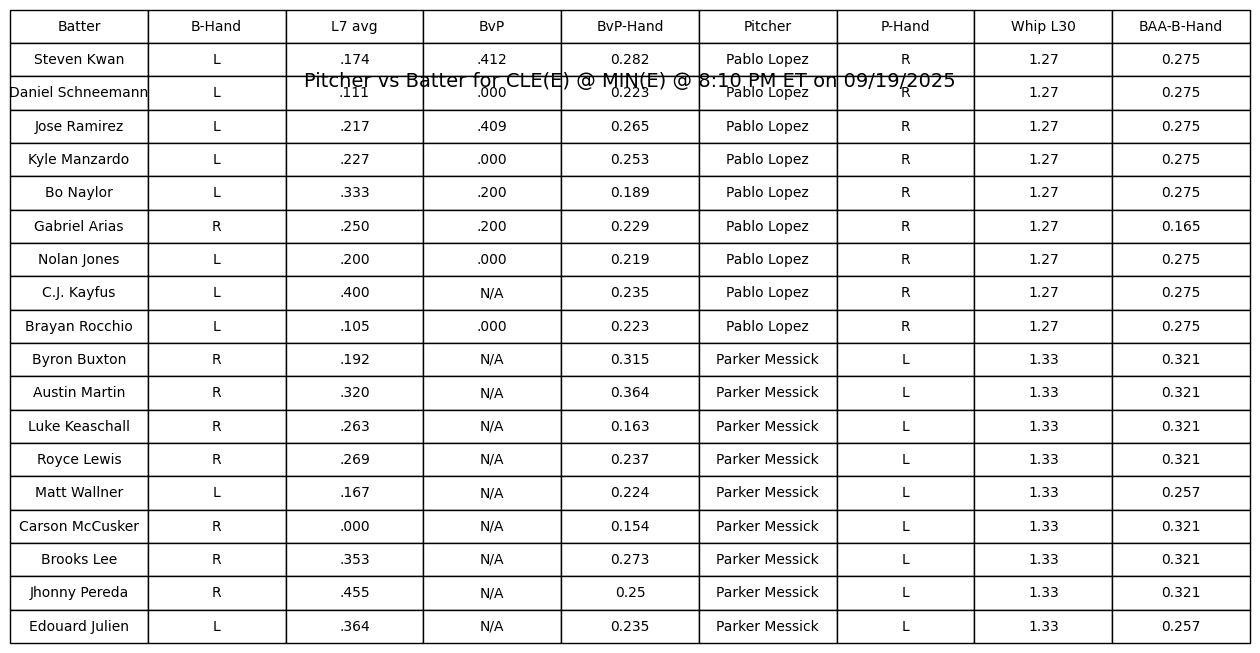 Batter B-Hand L7 avg BvP BvP-Hand Pitcher P-Hand Whip L30 BAA-B-Hand
Steven Kwan L .174 .412 0.282 Pablo Lopez R 1.27 0.275
Pitcher vs Batter for CLE(E) @ MIN(E) @ 8:10 PM ET on 09/19/2025
Daniel Schneemann L .111 .000 0.223 Pablo Lopez R 1.27 0.275
Jose Ramirez L .217 .409 0.265 Pablo Lopez R 1.27 0.275
Kyle Manzardo L .227 .000 0.253 Pablo Lopez R 1.27 0.275
Bo Naylor L .333 .200 0.189 Pablo Lopez R 1.27 0.275
Gabriel Arias R .250 .200 0.229 Pablo Lopez R 1.27 0.165
Nolan Jones L .200 .000 0.219 Pablo Lopez R 1.27 0.275
C.J. Kayfus L .400 N/A 0.235 Pablo Lopez R 1.27 0.275
Brayan Rocchio L .105 .000 0.223 Pablo Lopez R 1.27 0.275
Byron Buxton R .192 N/A 0.315 Parker Messick L 1.33 0.321
Austin Martin R .320 N/A 0.364 Parker Messick L 1.33 0.321
Luke Keaschall R .263 N/A 0.163 Parker Messick L 1.33 0.321
Royce Lewis R .269 N/A 0.237 Parker Messick L 1.33 0.321
Matt Wallner L .167 N/A 0.224 Parker Messick L 1.33 0.257
Carson McCusker R .000 N/A 0.154 Parker Messick L 1.33 0.321
Brooks Lee R .353 N/A 0.273 Parker Messick L 1.33 0.321
Jhonny Pereda R .455 N/A 0.25 Parker Messick L 1.33 0.321
Edouard Julien L .364 N/A 0.235 Parker Messick L 1.33 0.257